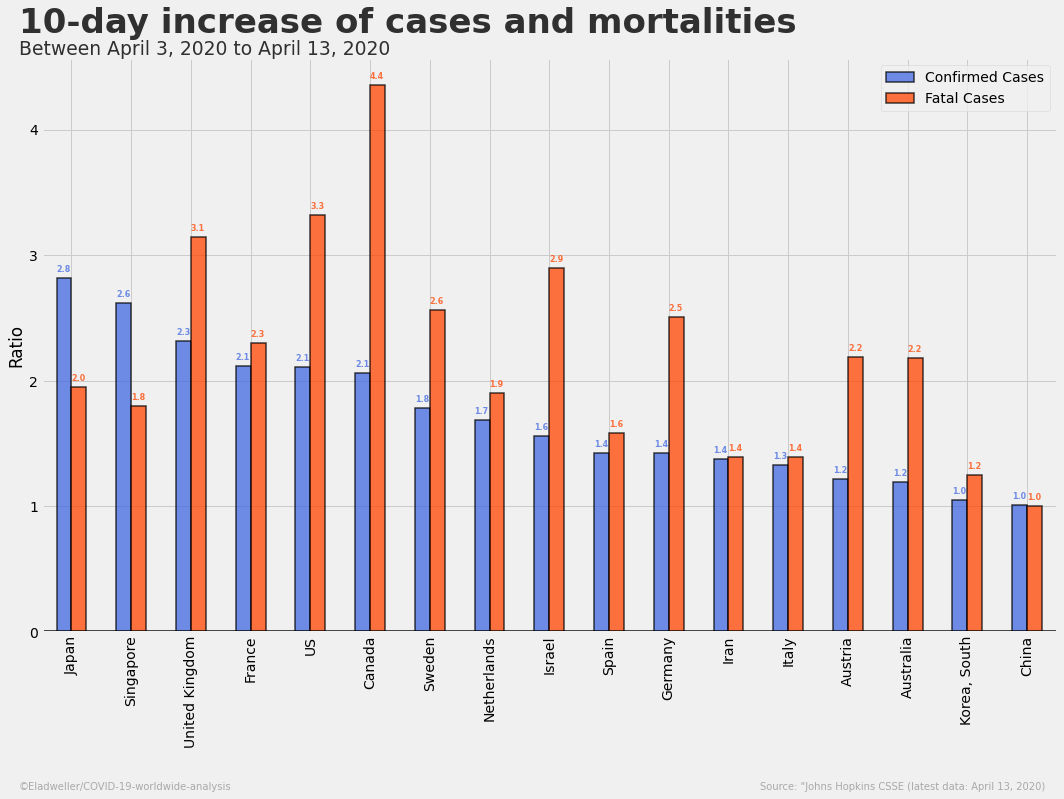 10-day increase of cases and mortalities
Between April 3, 2020 to April 13, 2020
Confirmed Cases
Fatal Cases
Ratio
4
3
2
1
0
2.8
2.0
2.6
1.8
2.3
3.1
2.1
2.3
2.1
3.3
2.1
4.4
1.8
2.6
1.7
1.9
1.6
2.9
1.4
1.6
1.4
2.5
1.4
1.4
1.3
1.4
1.2
2.2
1.2
2.2
1.0
1.2
1.0
1.0
Japan
Singapore
United Kingdom
France
US
Canada
Sweden
Netherlands
Israel
Spain
Germany
Iran
Italy
Austria
Australia
Korea, South
China
©Eladweller/COVID-19-worldwide-analysis
Source: "Johns Hopkins CSSE (latest data: April 13, 2020)